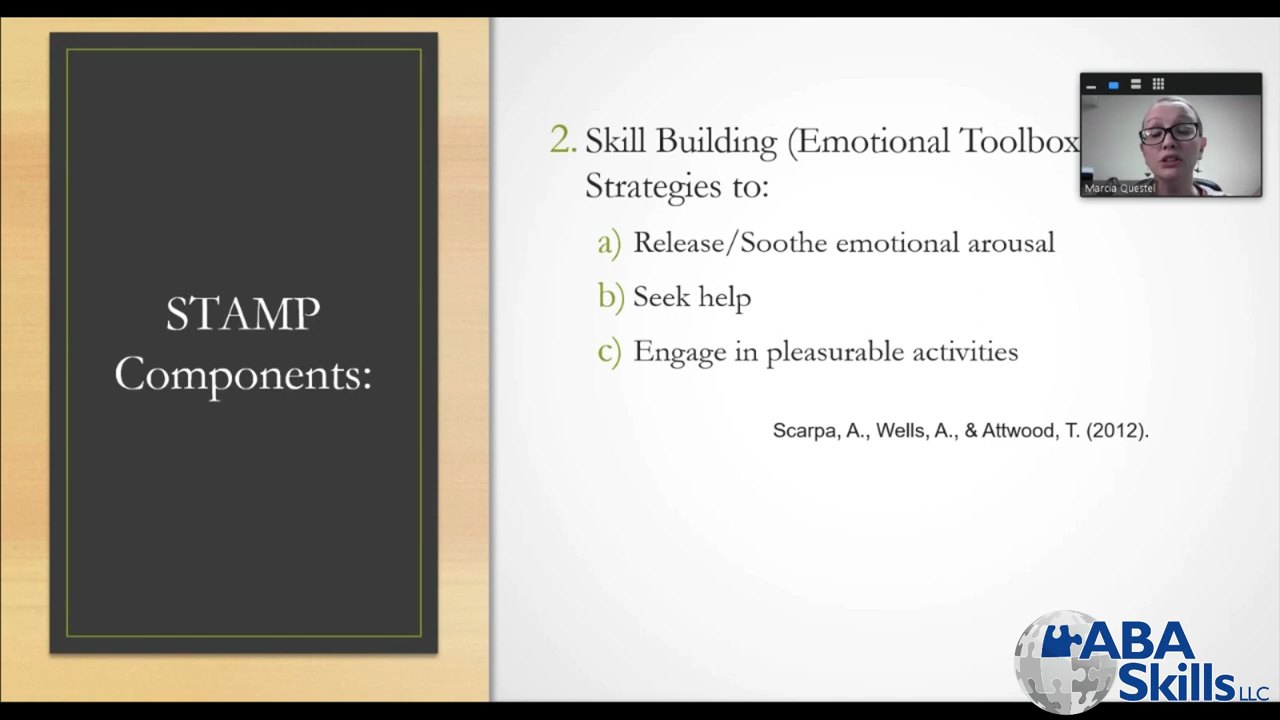 STAMP
Components:
2. Skill Building (Emotional Toolbox
Strategies to:
a) Release/Soothe emotional arousal
b) Seek help
c) Engage in pleasurable activities
Scarpa, A., Wells, A., & Attwood, T. (2012).
Marcia Questel
ABA
Skills LLC